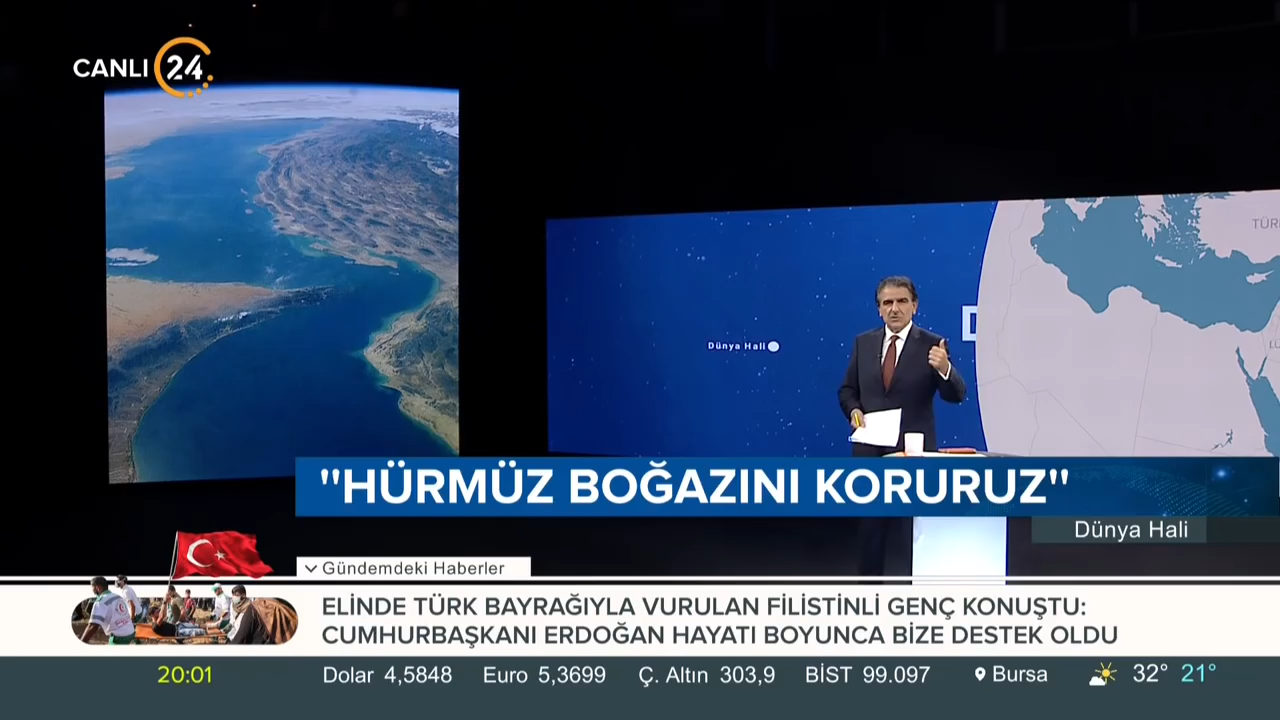 CANLI 24
TÜR
Dünya Hali
D
"HÜRMÜZ BOĞAZINI KORURUZ"
Dünya Hali
Gündemdeki Haberler
ELİNDE TÜRK BAYRAĞIYLA VURULAN FİLİSTİNLİ GENÇ KONUŞTU:
CUMHURBAŞKANI ERDOĞAN HAYATI BOYUNCA BİZE DESTEK OLDU
20:01 Dolar 4,5848 Euro 5,3699 Ç. Altın 303,9 BİST 99.097 Bursa 32° 21°